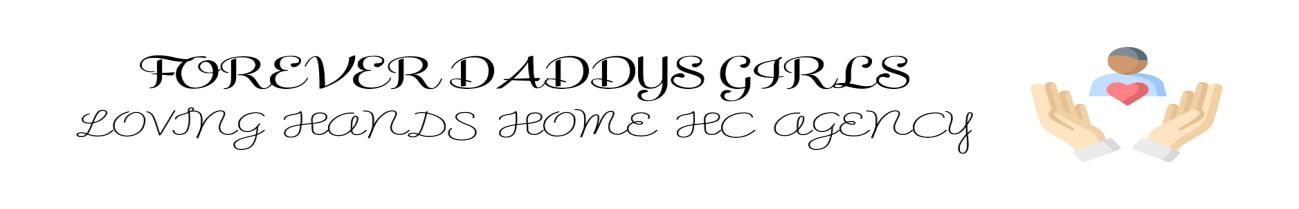 FOREVER DADDYS GIRLS
LOVING HANDS HOME HC AGENCY